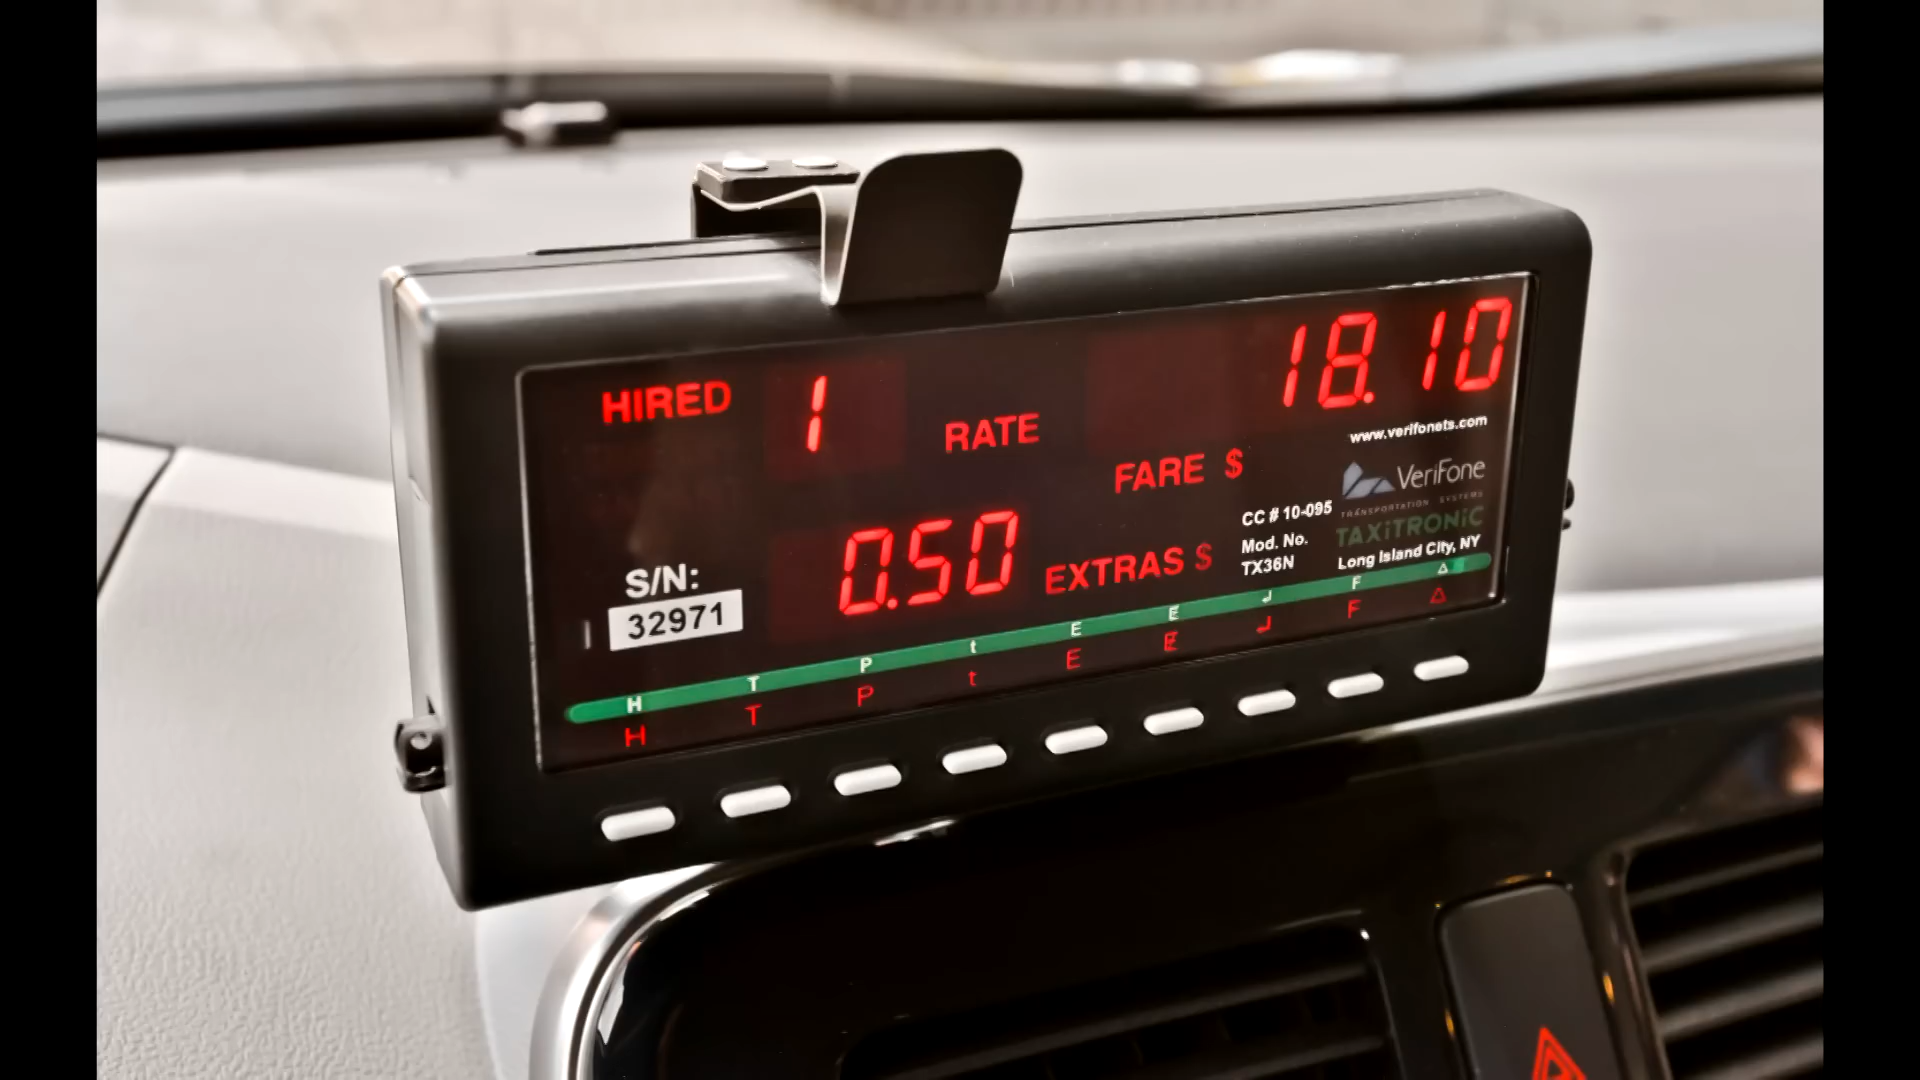 HIRED 1 RATE 18.10
www.verifonets.com
FARE $
VeriFone
TRANSPORTATION SYSTEMS
TAXiTRONiC
Long Island City, NY
CC # 10-095
Mod. No.
TX36N
0.50 EXTRAS $
S/N:
32971
H T P t E E ┘ F △
H T P t E E ┘ F △